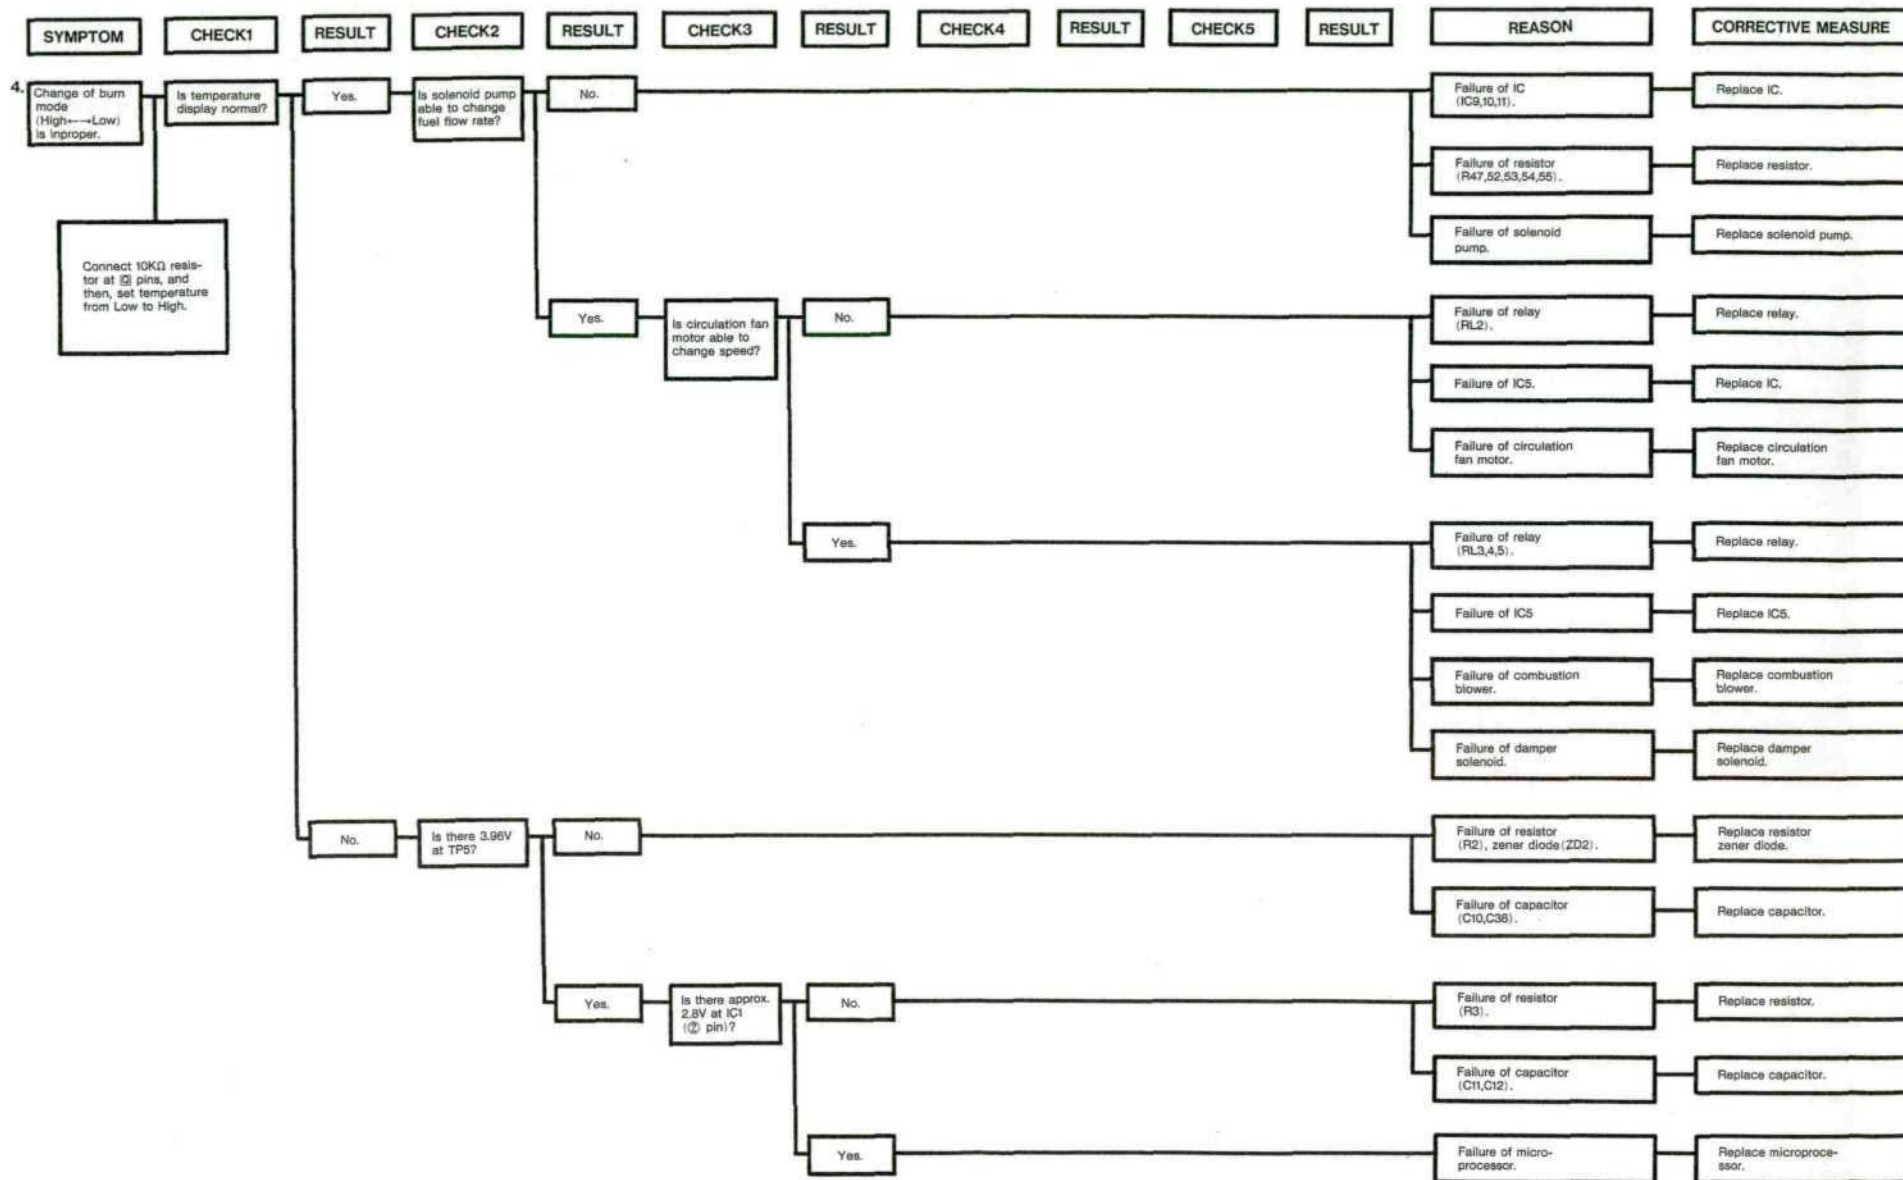 SYMPTOM
CHECK1
RESULT
CHECK2
RESULT
CHECK3
RESULT
CHECK4
RESULT
CHECK5
RESULT
REASON
CORRECTIVE MEASURE
4.
Change of burn
mode
(High←→Low)
is inproper.
Connect 10KΩ resis-
tor at Q pins, and
then, set temperature
from Low to High.
Is temperature
display normal?
Yes.
Is solenoid pump
able to change
fuel flow rate?
No.
Failure of IC
(IC9,10,11).
Replace IC.
Failure of resistor
(R47,52,53,54,55).
Replace resistor.
Failure of solenoid
pump.
Replace solenoid pump.
Yes.
Is circulation fan
motor able to
change speed?
No.
Failure of relay
(RL2).
Replace relay.
Failure of IC5.
Replace IC.
Failure of circulation
fan motor.
Replace circulation
fan motor.
Yes.
Failure of relay
(RL3,4,5).
Replace relay.
Failure of IC5
Replace IC5.
Failure of combustion
blower.
Replace combustion
blower.
Failure of damper
solenoid.
Replace damper
solenoid.
No.
Is there 3.96V
at TP5?
No.
Failure of resistor
(R2), zener diode(ZD2).
Replace resistor
zener diode.
Failure of capacitor
(C10,C36).
Replace capacitor.
Yes.
Is there approx.
2.8V at IC1
(② pin)?
No.
Failure of resistor
(R3).
Replace resistor.
Failure of capacitor
(C11,C12).
Replace capacitor.
Yes.
Failure of micro-
processor.
Replace microproce-
ssor.